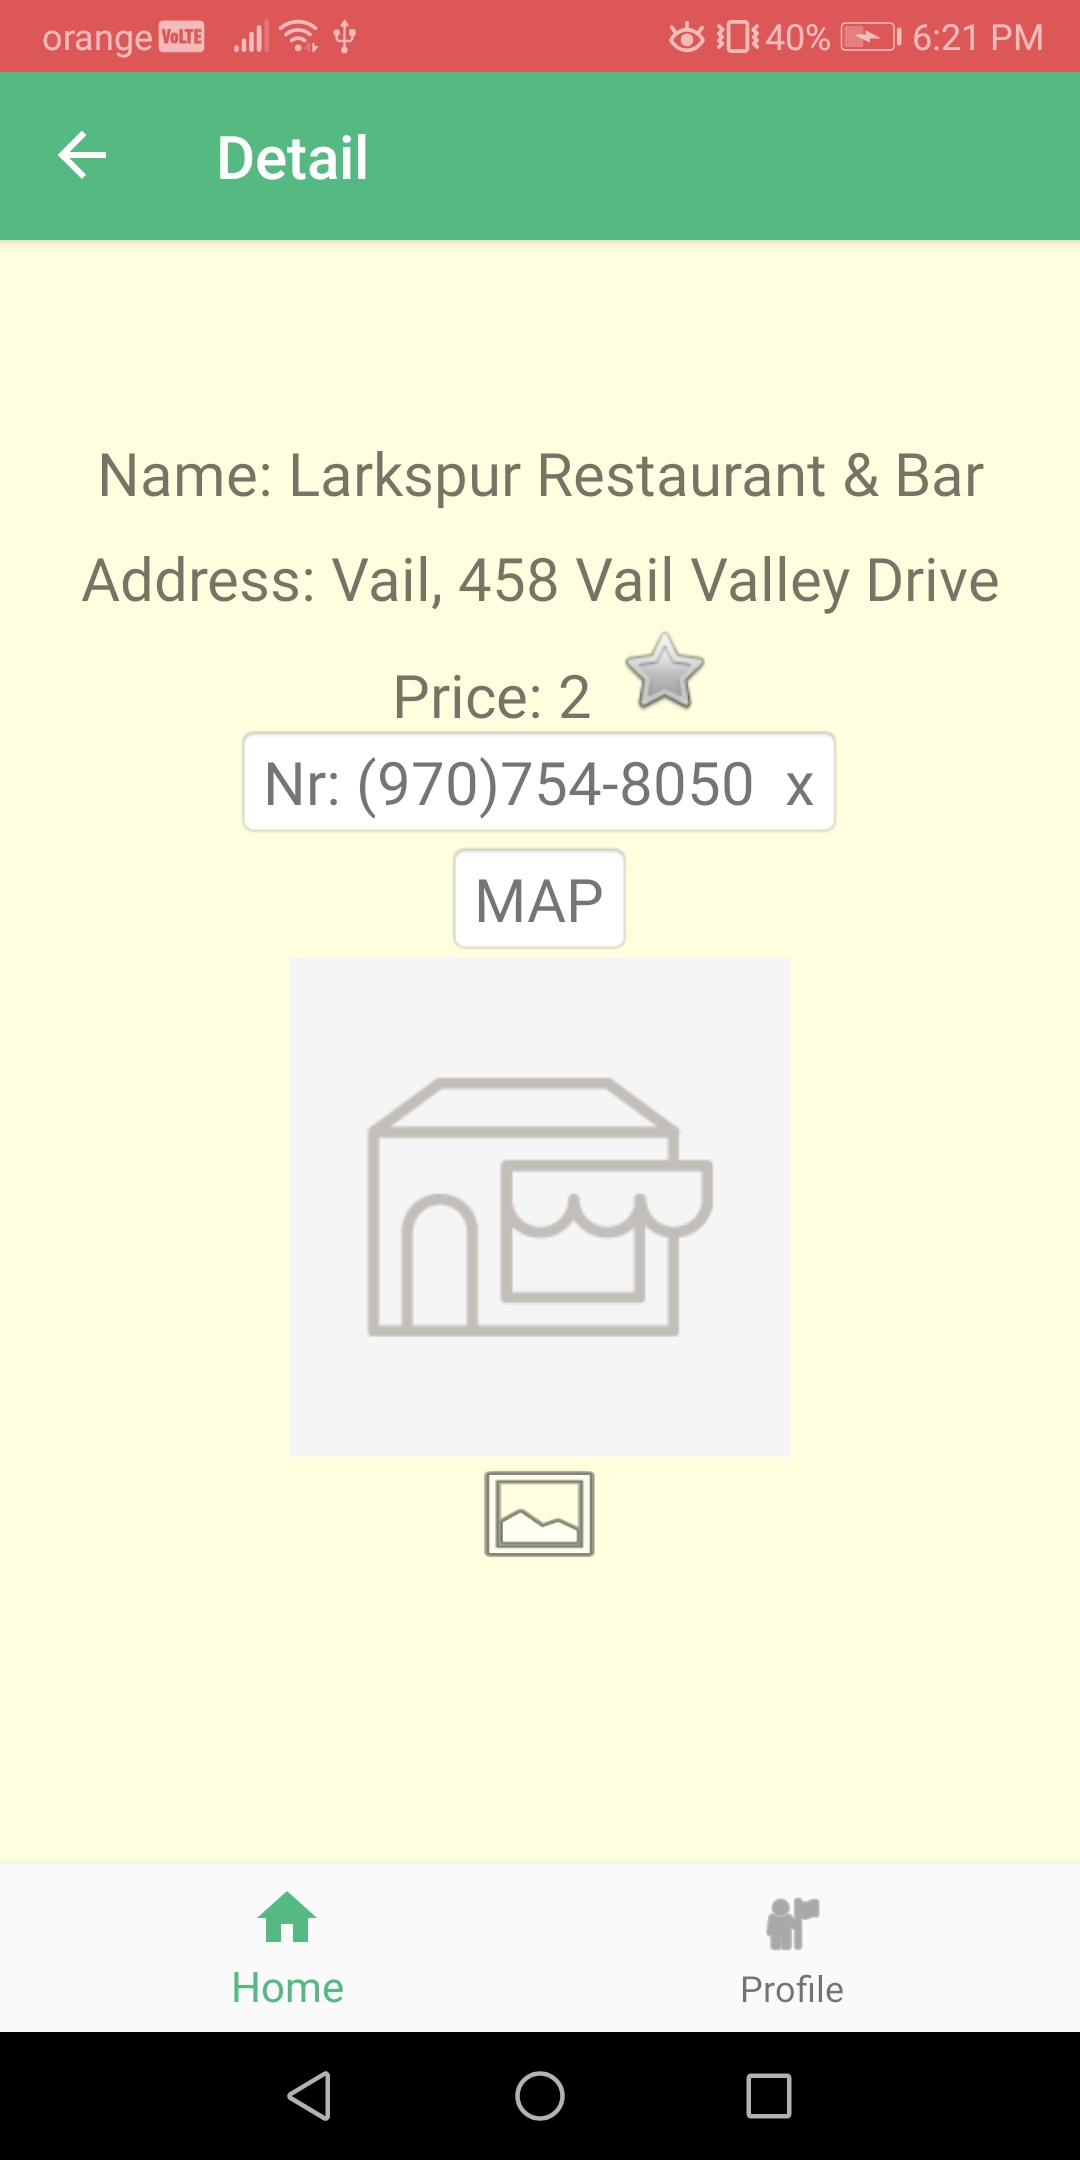 orange VoLTE 40% 6:21 PM
Detail
Name: Larkspur Restaurant & Bar
Address: Vail, 458 Vail Valley Drive
Price: 2
Nr: (970)754-8050 x
MAP
Home
Profile